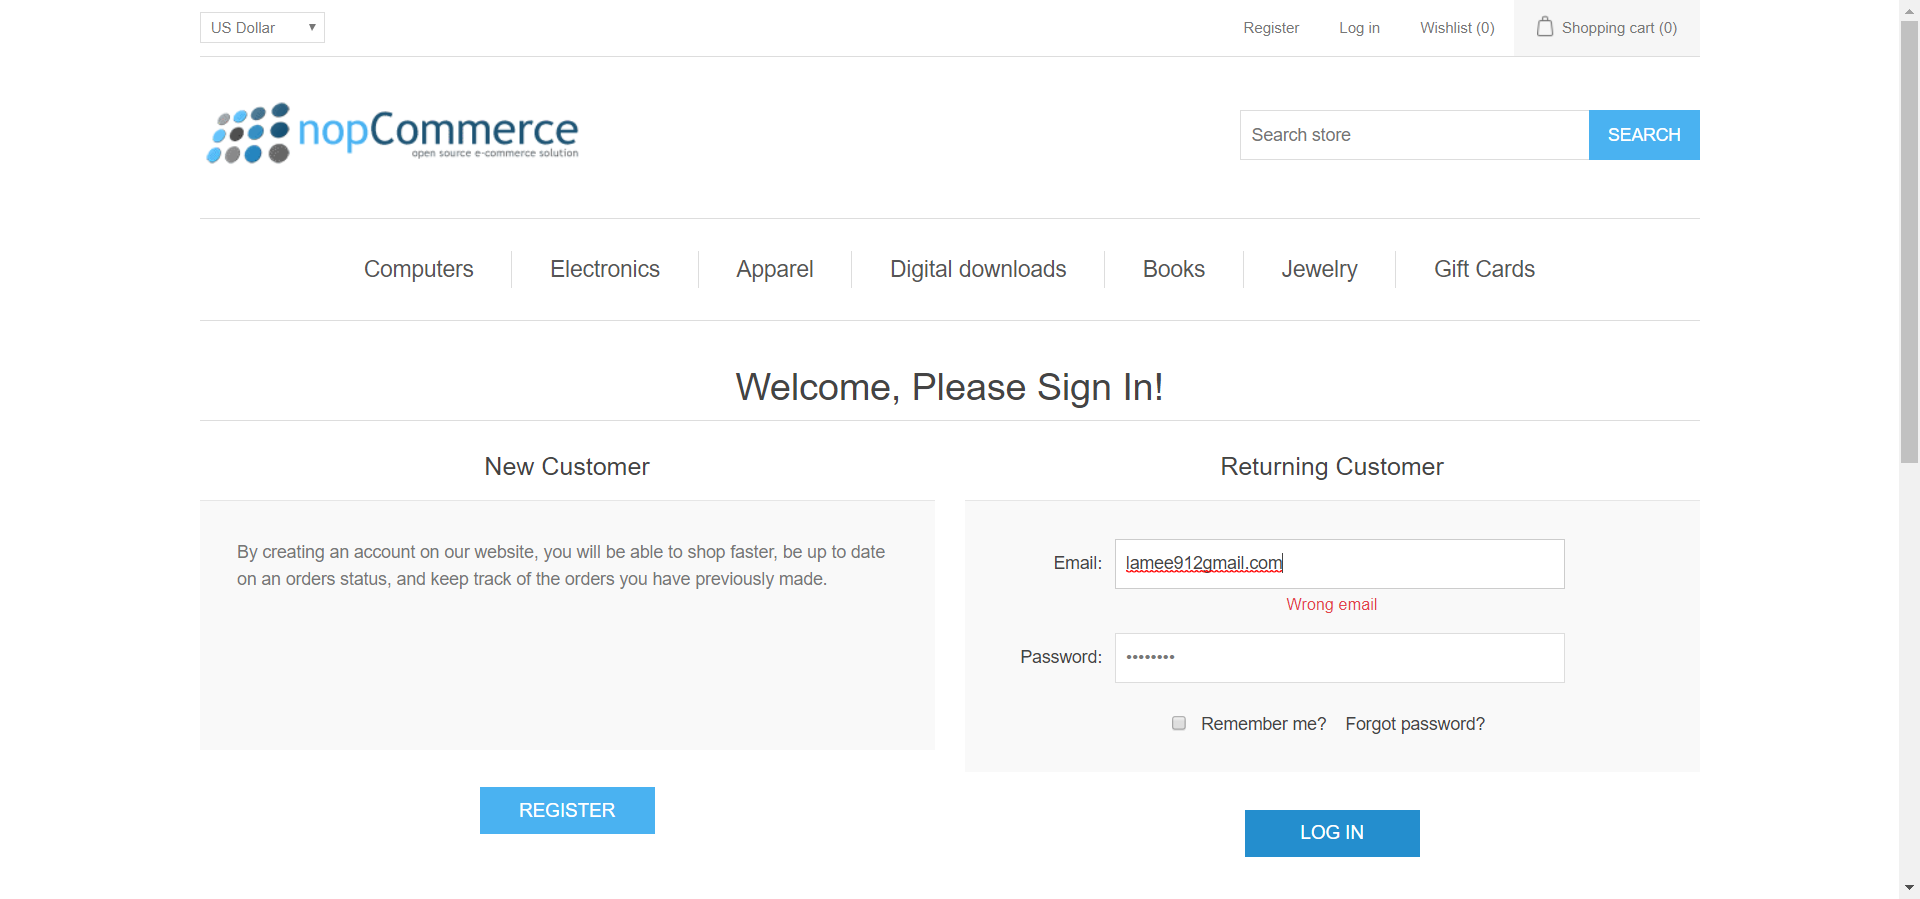 US Dollar
Register
Log in
Wishlist (0)
Shopping cart (0)
nopCommerce
open source e-commerce solution
Search store
SEARCH
Computers
Electronics
Apparel
Digital downloads
Books
Jewelry
Gift Cards
Welcome, Please Sign In!
New Customer
By creating an account on our website, you will be able to shop faster, be up to date
on an orders status, and keep track of the orders you have previously made.
REGISTER
Returning Customer
Email: lamee912gmail.com
Wrong email
Password: ••••••••
Remember me? Forgot password?
LOG IN